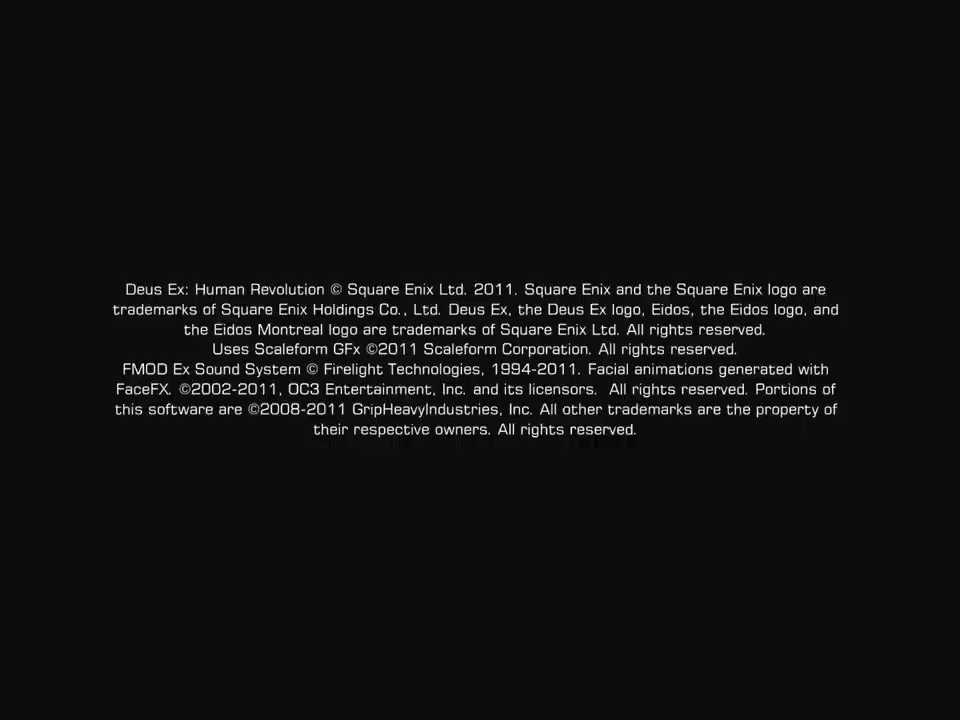 Deus Ex: Human Revolution © Square Enix Ltd. 2011. Square Enix and the Square Enix logo are
trademarks of Square Enix Holdings Co., Ltd. Deus Ex, the Deus Ex logo, Eidos, the Eidos logo, and
the Eidos Montreal logo are trademarks of Square Enix Ltd. All rights reserved.
Uses Scaleform GFx ©2011 Scaleform Corporation. All rights reserved.
FMOD Ex Sound System © Firelight Technologies, 1994-2011. Facial animations generated with
FaceFX. ©2002-2011, OC3 Entertainment, Inc. and its licensors. All rights reserved. Portions of
this software are ©2008-2011 GripHeavyIndustries, Inc. All other trademarks are the property of
their respective owners. All rights reserved.